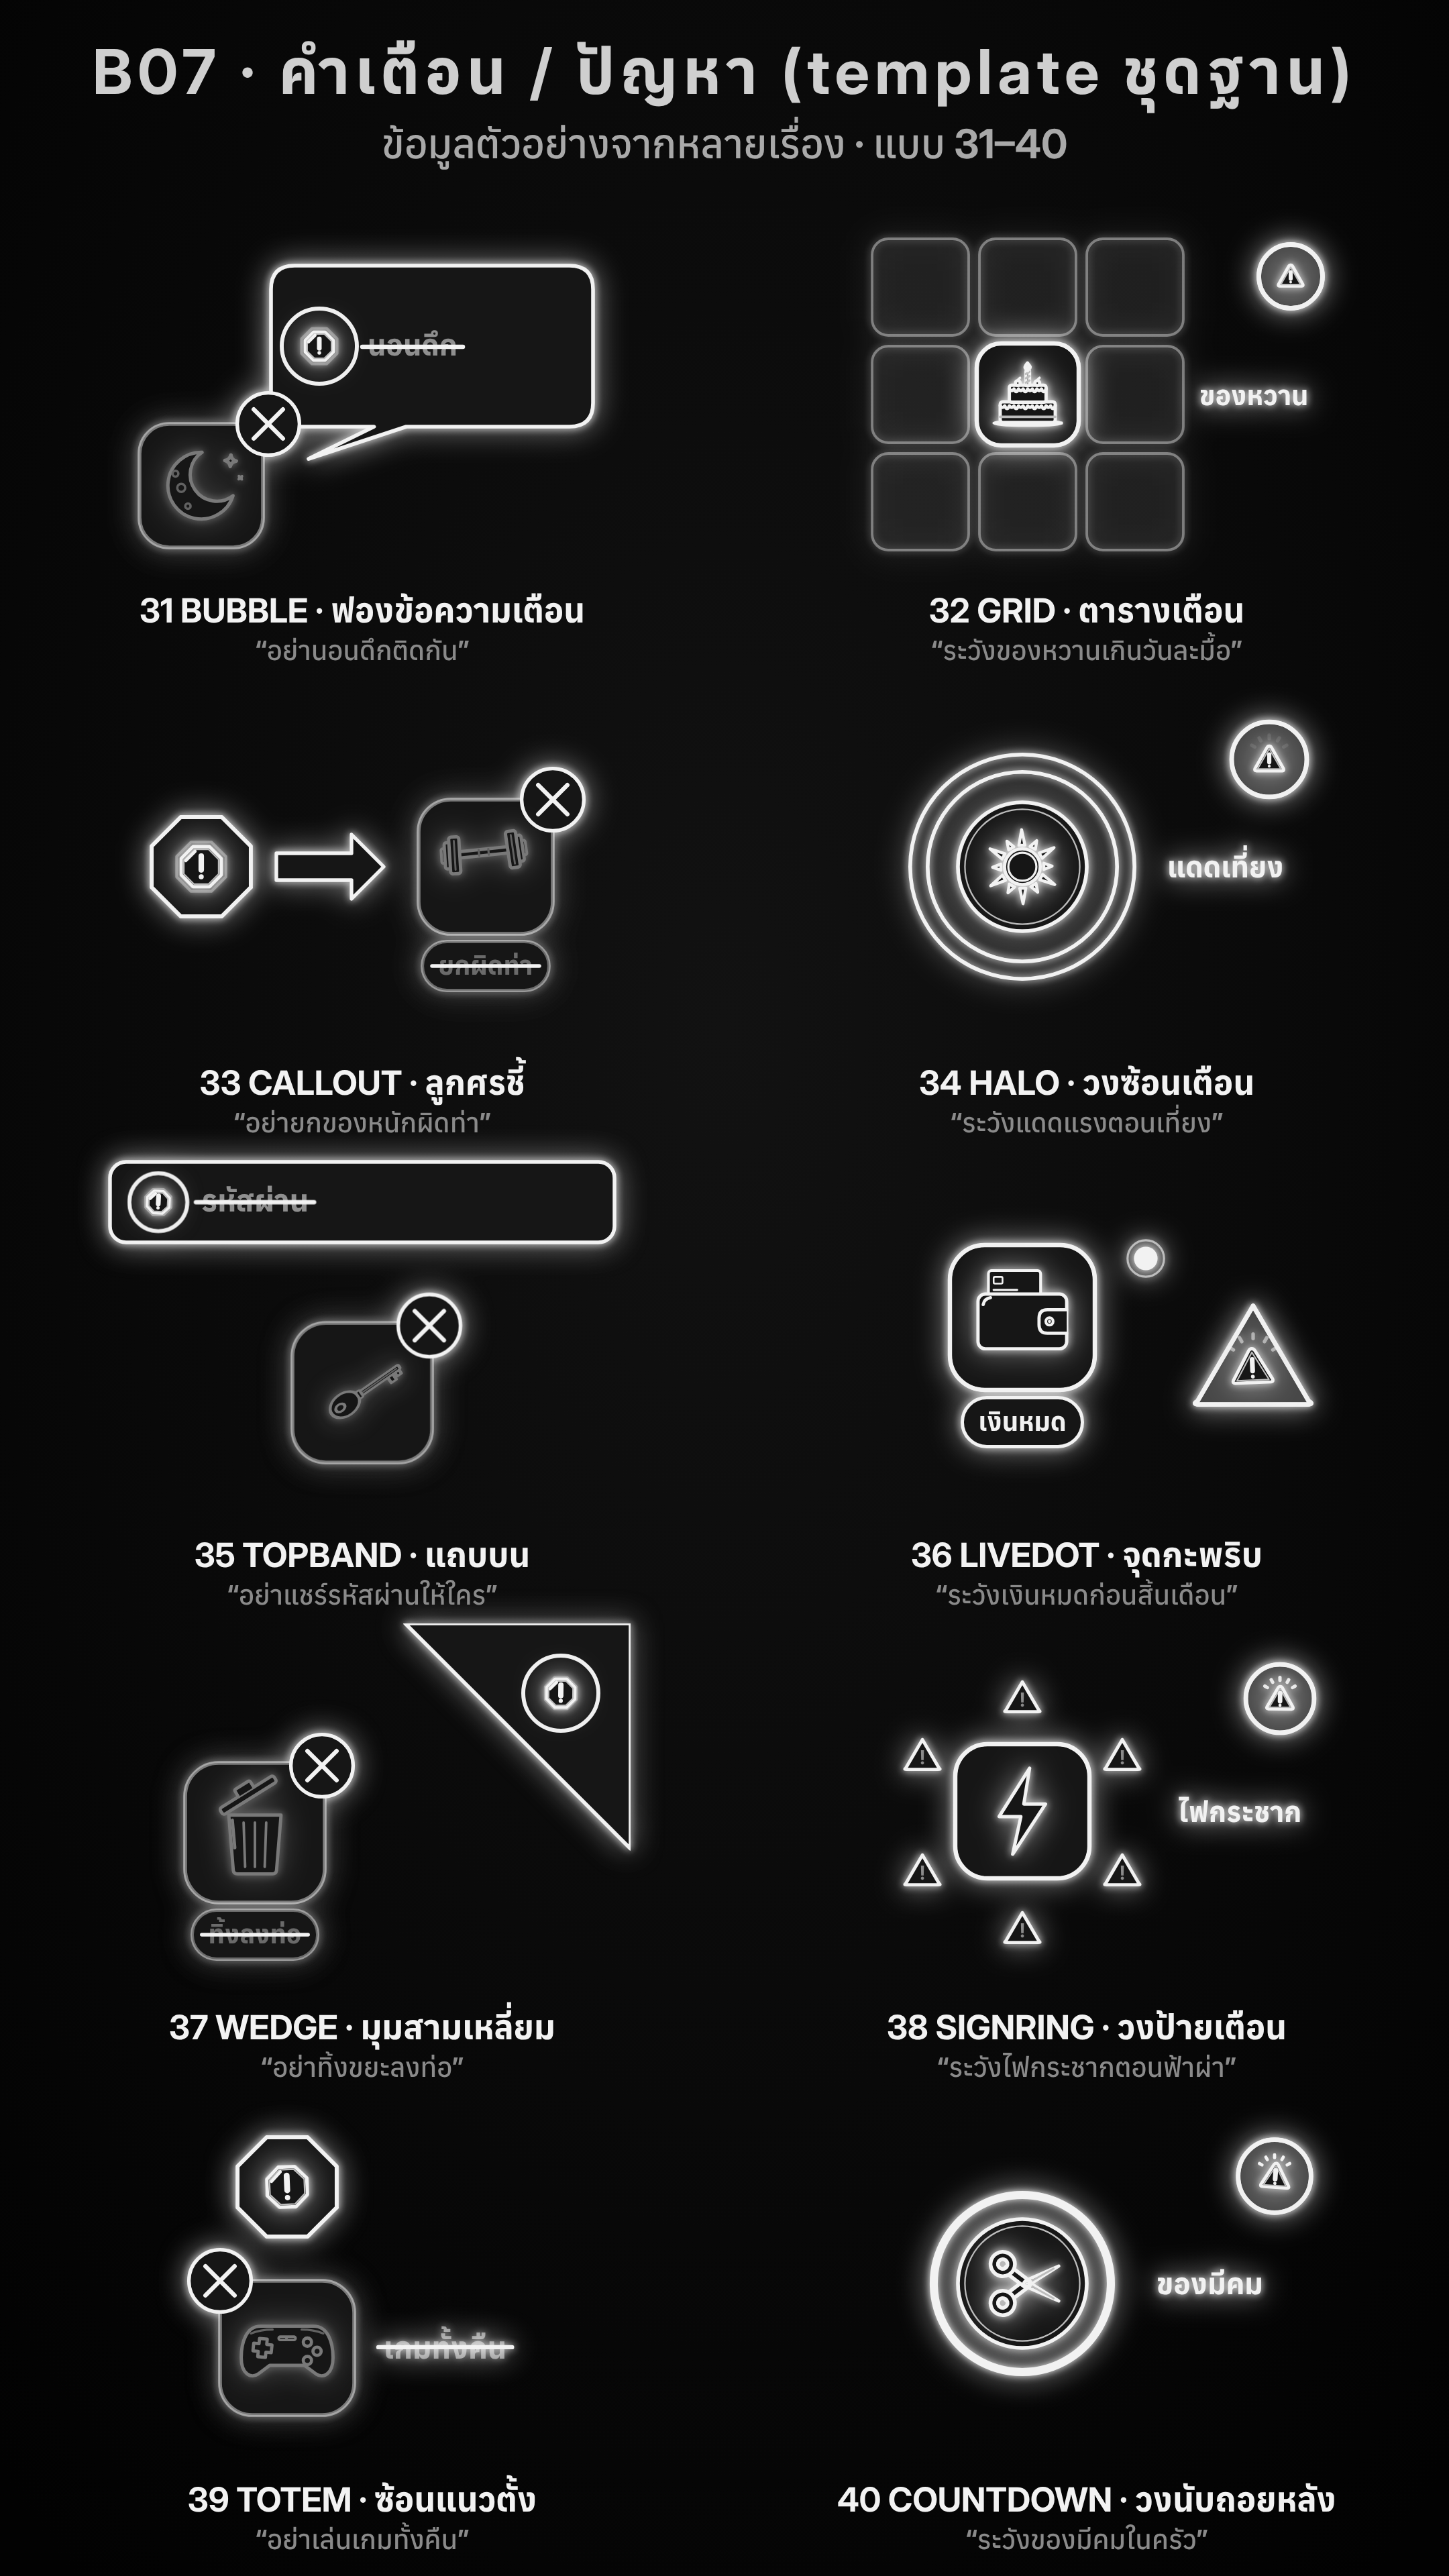 B07 · คำเตือน / ปัญหา (template ชุดฐาน)
ข้อมูลตัวอย่างจากหลายเรื่อง · แบบ 31–40
นอนดึก
ของหวาน
31 BUBBLE · ฟองข้อความเตือน
“อย่านอนดึกติดกัน”
32 GRID · ตารางเตือน
“ระวังของหวานเกินวันละมื้อ”
ยกผิดท่า
แดดเที่ยง
33 CALLOUT · ลูกศรชี้
“อย่ายกของหนักผิดท่า”
34 HALO · วงซ้อนเตือน
“ระวังแดดแรงตอนเที่ยง”
รหัสผ่าน
เงินหมด
35 TOPBAND · แถบบน
“อย่าแชร์รหัสผ่านให้ใคร”
36 LIVEDOT · จุดกะพริบ
“ระวังเงินหมดก่อนสิ้นเดือน”
ทิ้งลงท่อ
ไฟกระชาก
37 WEDGE · มุมสามเหลี่ยม
“อย่าทิ้งขยะลงท่อ”
38 SIGNRING · วงป้ายเตือน
“ระวังไฟกระชากตอนฟ้าผ่า”
เกมทั้งคืน
ของมีคม
39 TOTEM · ซ้อนแนวตั้ง
“อย่าเล่นเกมทั้งคืน”
40 COUNTDOWN · วงนับถอยหลัง
“ระวังของมีคมในครัว”